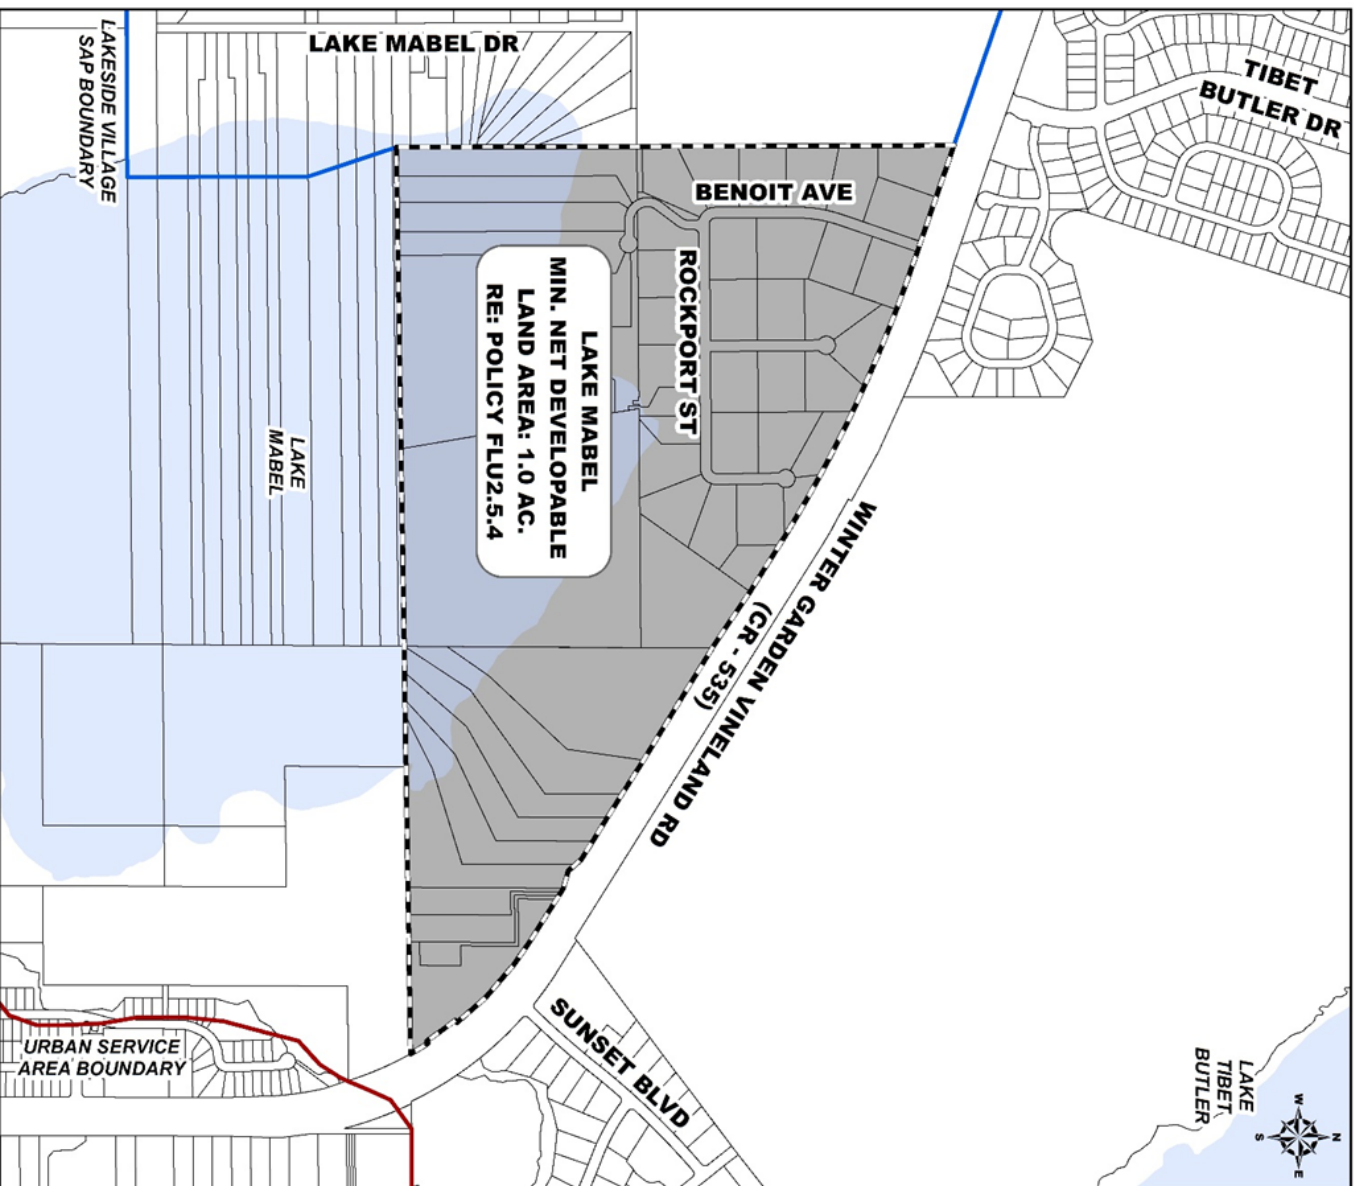 LAKE MABEL DR
LAKESIDE VILLAGE
SAP BOUNDARY
TIBET
BUTLER DR
BENOIT AVE
ROCKPORT ST
LAKE MABEL
MIN. NET DEVELOPABLE
LAND AREA: 1.0 AC.
RE: POLICY FLU2.5.4
LAKE
MABEL
WINTER GARDEN VINELAND RD
(CR - 535)
SUNSET BLVD
URBAN SERVICE
AREA BOUNDARY
LAKE
TIBET
BUTLER
W
N
S
E